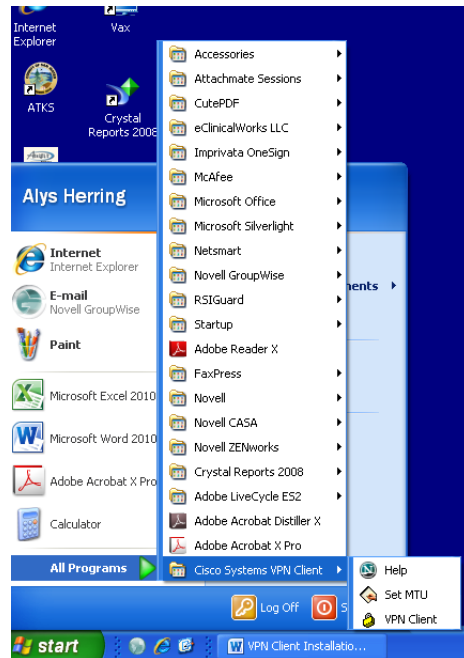 Internet
Explorer
Vax
ATKS
Crystal
Reports 2008
Alys Herring
Internet
Internet Explorer
E-mail
Novell GroupWise
Paint
Microsoft Excel 2010
Microsoft Word 2010
Adobe Acrobat X Pro
Calculator
All Programs
Accessories
Attachmate Sessions
CutePDF
eClinicalWorks LLC
Imprivata OneSign
McAfee
Microsoft Office
Microsoft Silverlight
Netsmart
Novell GroupWise
RSIGuard
Startup
Adobe Reader X
FaxPress
Novell
Novell CASA
Novell ZENworks
Crystal Reports 2008
Adobe LiveCycle ES2
Adobe Acrobat Distiller X
Adobe Acrobat X Pro
Cisco Systems VPN Client
ments
Help
Set MTU
VPN Client
Log Off
S
start
VPN Client Installatio...